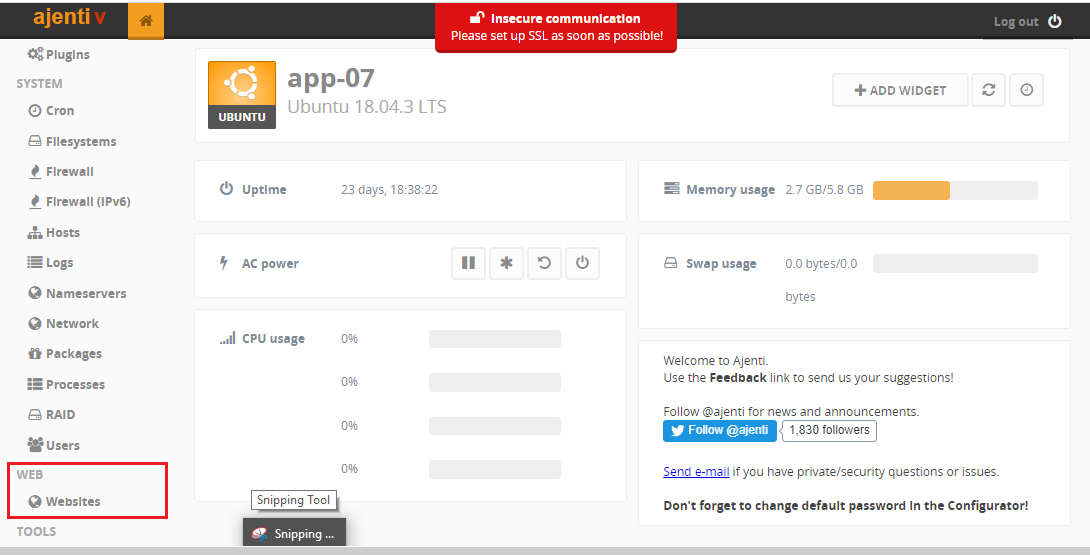 ajenti v
Insecure communication
Please set up SSL as soon as possible!
Log out
Plugins
SYSTEM
Cron
Filesystems
Firewall
Firewall (IPv6)
Hosts
Logs
Nameservers
Network
Packages
Processes
RAID
Users
WEB
Websites
TOOLS
UBUNTU
app-07
Ubuntu 18.04.3 LTS
ADD WIDGET
Uptime 23 days, 18:38:22
AC power
CPU usage 0%
0%
0%
0%
Snipping Tool
Snipping ...
Memory usage 2.7 GB/5.8 GB
Swap usage 0.0 bytes/0.0
bytes
Welcome to Ajenti.
Use the Feedback link to send us your suggestions!
Follow @ajenti for news and announcements.
Follow @ajenti 1,830 followers
Send e-mail if you have private/security questions or issues.
Don't forget to change default password in the Configurator!